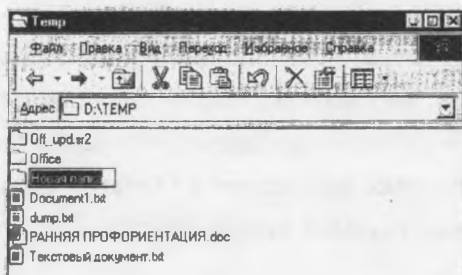 Temp
Файл Правка Вид Переход Избранное Справка
Адрес D:\TEMP
Off_upd.sr2
Office
Новая папка
Document1.txt
dump.txt
РАННЯЯ ПРОФОРИЕНТАЦИЯ.doc
Текстовый документ.txt